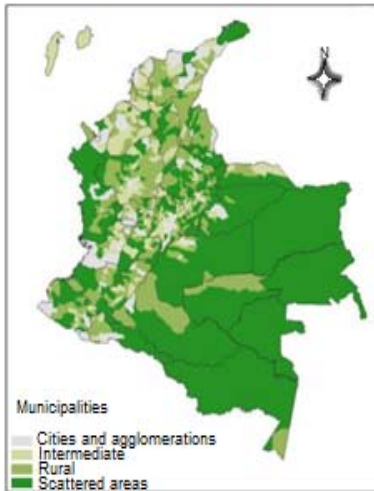 N
Municipalities
Cities and agglomerations
Intermediate
Rural
Scattered areas